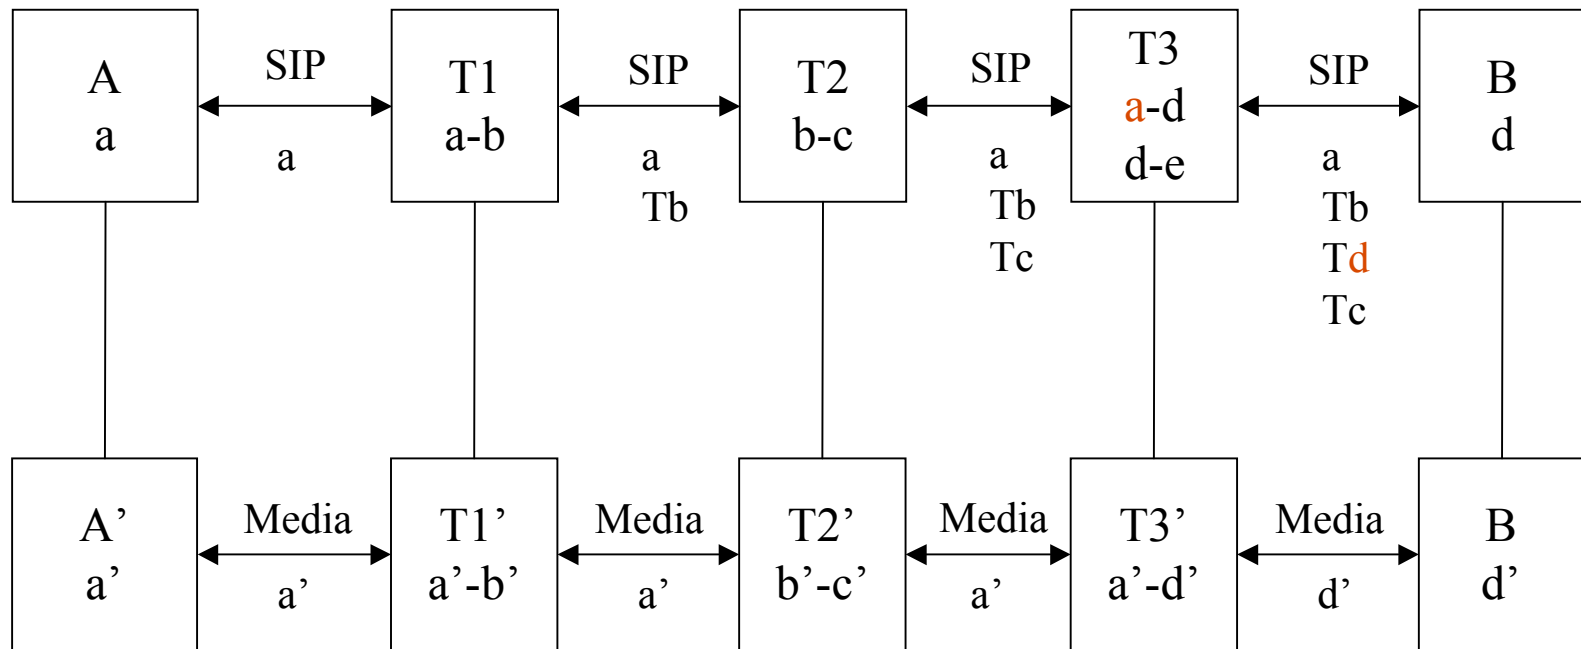 A
a
SIP
a
T1
a-b
SIP
a
Tb
T2
b-c
SIP
a
Tb
Tc
T3
a-d
d-e
SIP
a
Tb
Td
Tc
B
d
A’
a’
Media
a’
T1’
a’-b’
Media
a’
T2’
b’-c’
Media
a’
T3’
a’-d’
Media
d’
B
d’